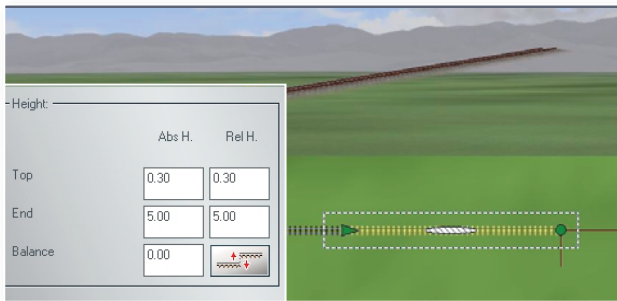 Height:
Abs H. Rel H.
Top 0.30 0.30
End 5.00 5.00
Balance 0.00